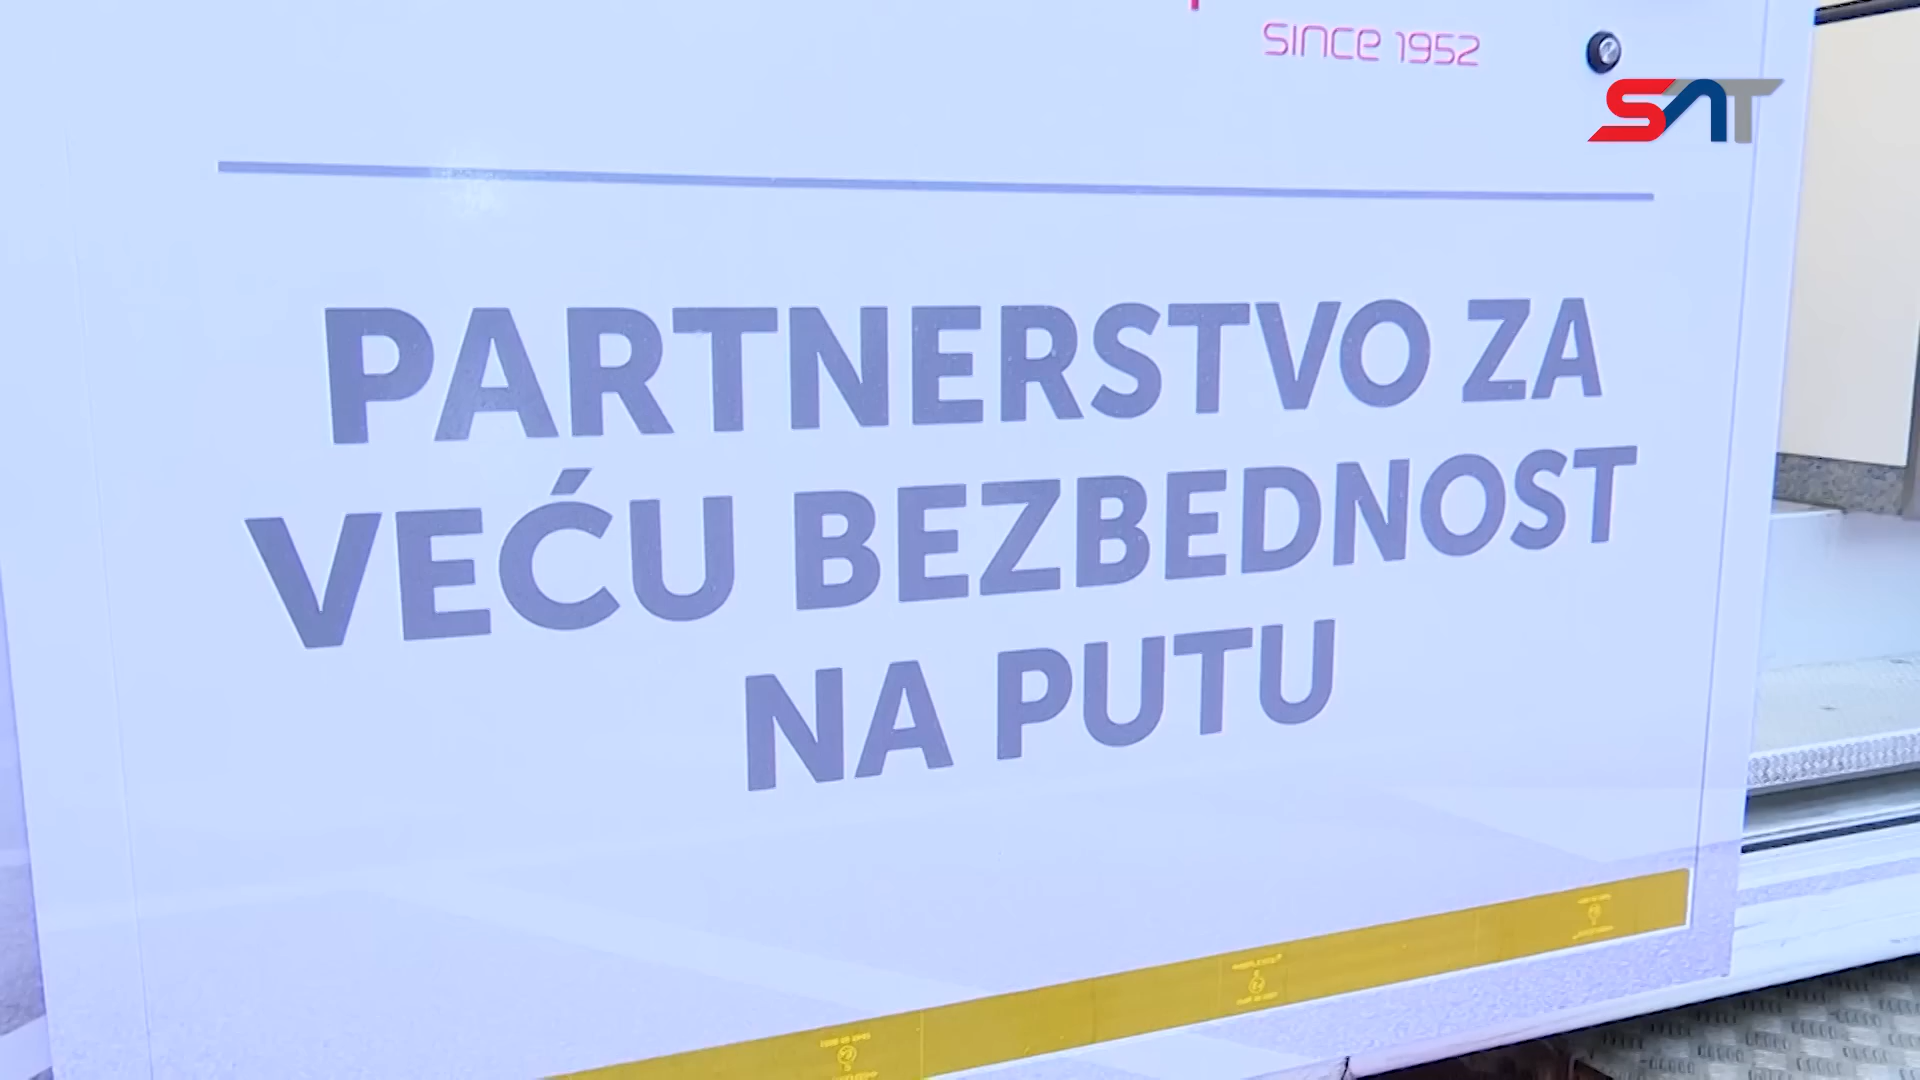 SINCE 1952
SAT
PARTNERSTVO ZA
VEĆU BEZBEDNOST
NA PUTU